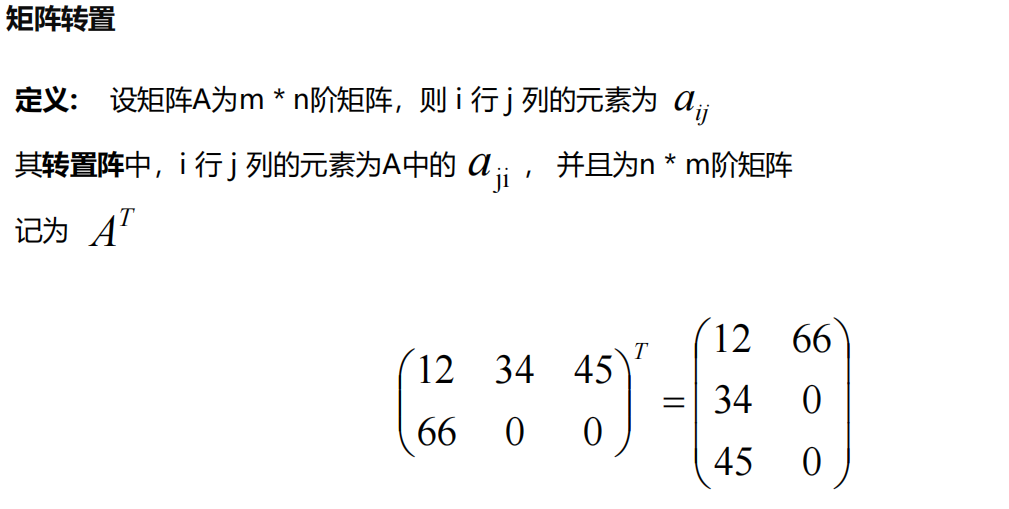 矩阵转置
定义： 设矩阵A为m * n阶矩阵，则 i 行 j 列的元素为 a_{ij}
其转置阵中，i 行 j 列的元素为A中的 a_{ji} ， 并且为n * m阶矩阵
记为 A^T
\begin{pmatrix} 12 & 34 & 45 \\ 66 & 0 & 0 \end{pmatrix}^T = \begin{pmatrix} 12 & 66 \\ 34 & 0 \\ 45 & 0 \end{pmatrix}